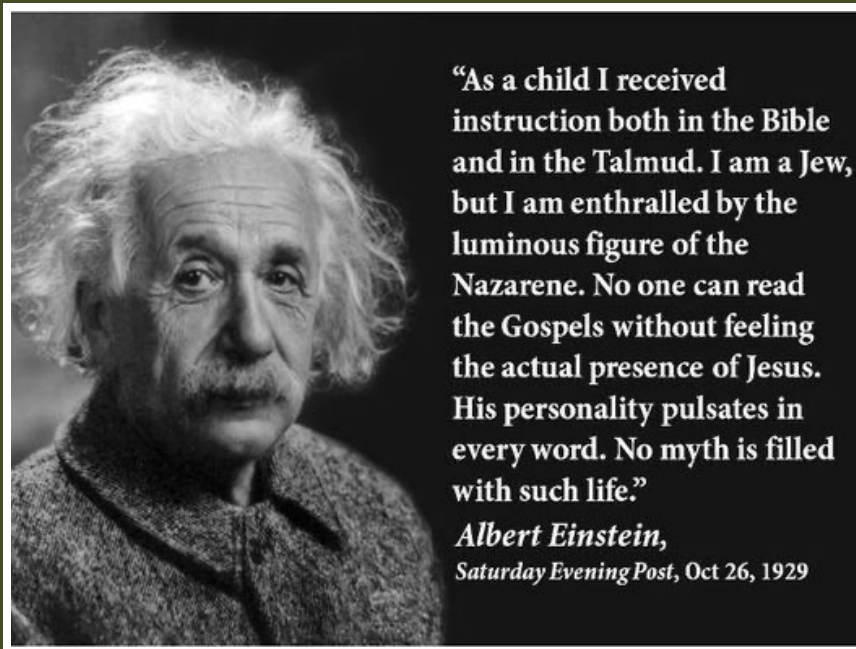 “As a child I received
instruction both in the Bible
and in the Talmud. I am a Jew,
but I am enthralled by the
luminous figure of the
Nazarene. No one can read
the Gospels without feeling
the actual presence of Jesus.
His personality pulsates in
every word. No myth is filled
with such life.”
Albert Einstein,
Saturday Evening Post, Oct 26, 1929